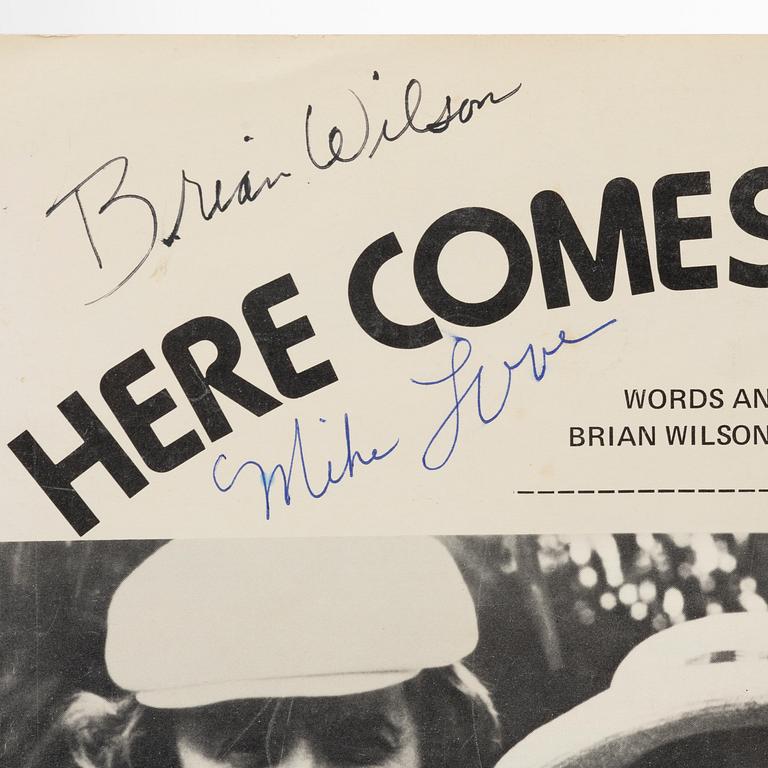 Brian Wilson
HERE COMES
Mike Love
WORDS AN
BRIAN WILSON